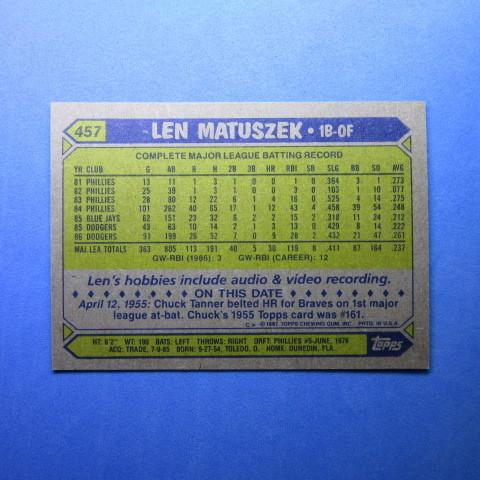 457
LEN MATUSZEK • 1B-OF
COMPLETE MAJOR LEAGUE BATTING RECORD
YR CLUB G AB R H 2B 3B HR RBI SB SLG BB SO AVG
81 PHILLIES 13 11 1 3 1 0 0 1 0 .364 3 1 .273
82 PHILLIES 25 39 1 3 1 0 0 3 0 .103 1 10 .077
83 PHILLIES 28 80 12 22 6 1 4 16 0 .525 4 14 .275
84 PHILLIES 101 262 40 65 17 1 12 43 4 .458 39 54 .248
85 BLUE JAYS 62 151 23 32 6 2 2 15 2 .318 11 24 .212
85 DODGERS 43 63 10 14 2 1 3 13 0 .429 8 14 .222
86 DODGERS 91 199 26 52 7 0 9 28 2 .432 21 47 .261
MAJ. LEA. TOTALS 363 805 113 191 40 5 30 119 8 .411 87 164 .237
GW-RBI (1986): 3 GW-RBI (CAREER): 12
Len's hobbies include audio & video recording.
ON THIS DATE
April 12, 1955: Chuck Tanner belted HR for Braves on 1st major
league at-bat. Chuck's 1955 Topps card was #161.
C* © 1987 TOPPS CHEWING GUM, INC. PRTD. IN U.S.A.
HT: 6'2" WT: 190 BATS: LEFT THROWS: RIGHT DRFT: PHILLIES #5-JUNE, 1976
ACQ: TRADE, 7-9-85 BORN: 9-27-54, TOLEDO, O. HOME: DUNEDIN, FLA.
TOPPS